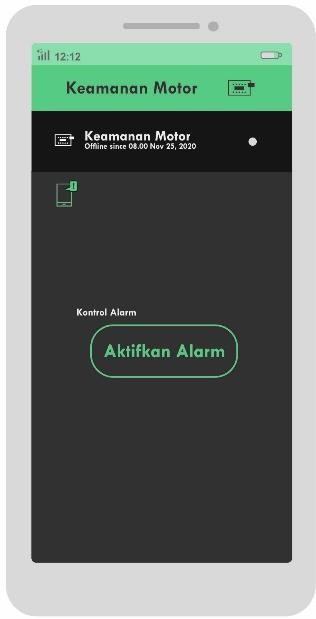 12:12
Keamanan Motor
Keamanan Motor
Offline since 08.00 Nov 25, 2020
Kontrol Alarm
Aktifkan Alarm